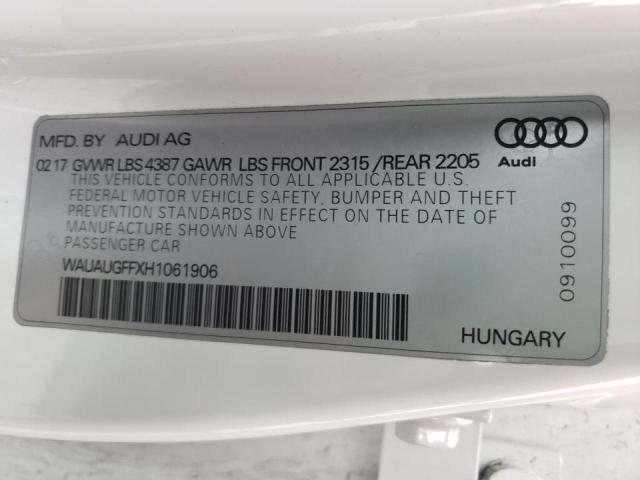 MFD. BY AUDI AG
Audi
02 17 GVWR LBS 4387 GAWR LBS FRONT 2315 /REAR 2205
THIS VEHICLE CONFORMS TO ALL APPLICABLE U.S.
FEDERAL MOTOR VEHICLE SAFETY, BUMPER AND THEFT
PREVENTION STANDARDS IN EFFECT ON THE DATE OF
MANUFACTURE SHOWN ABOVE
PASSENGER CAR
WAUAUGFFXH1061906
0910099
HUNGARY